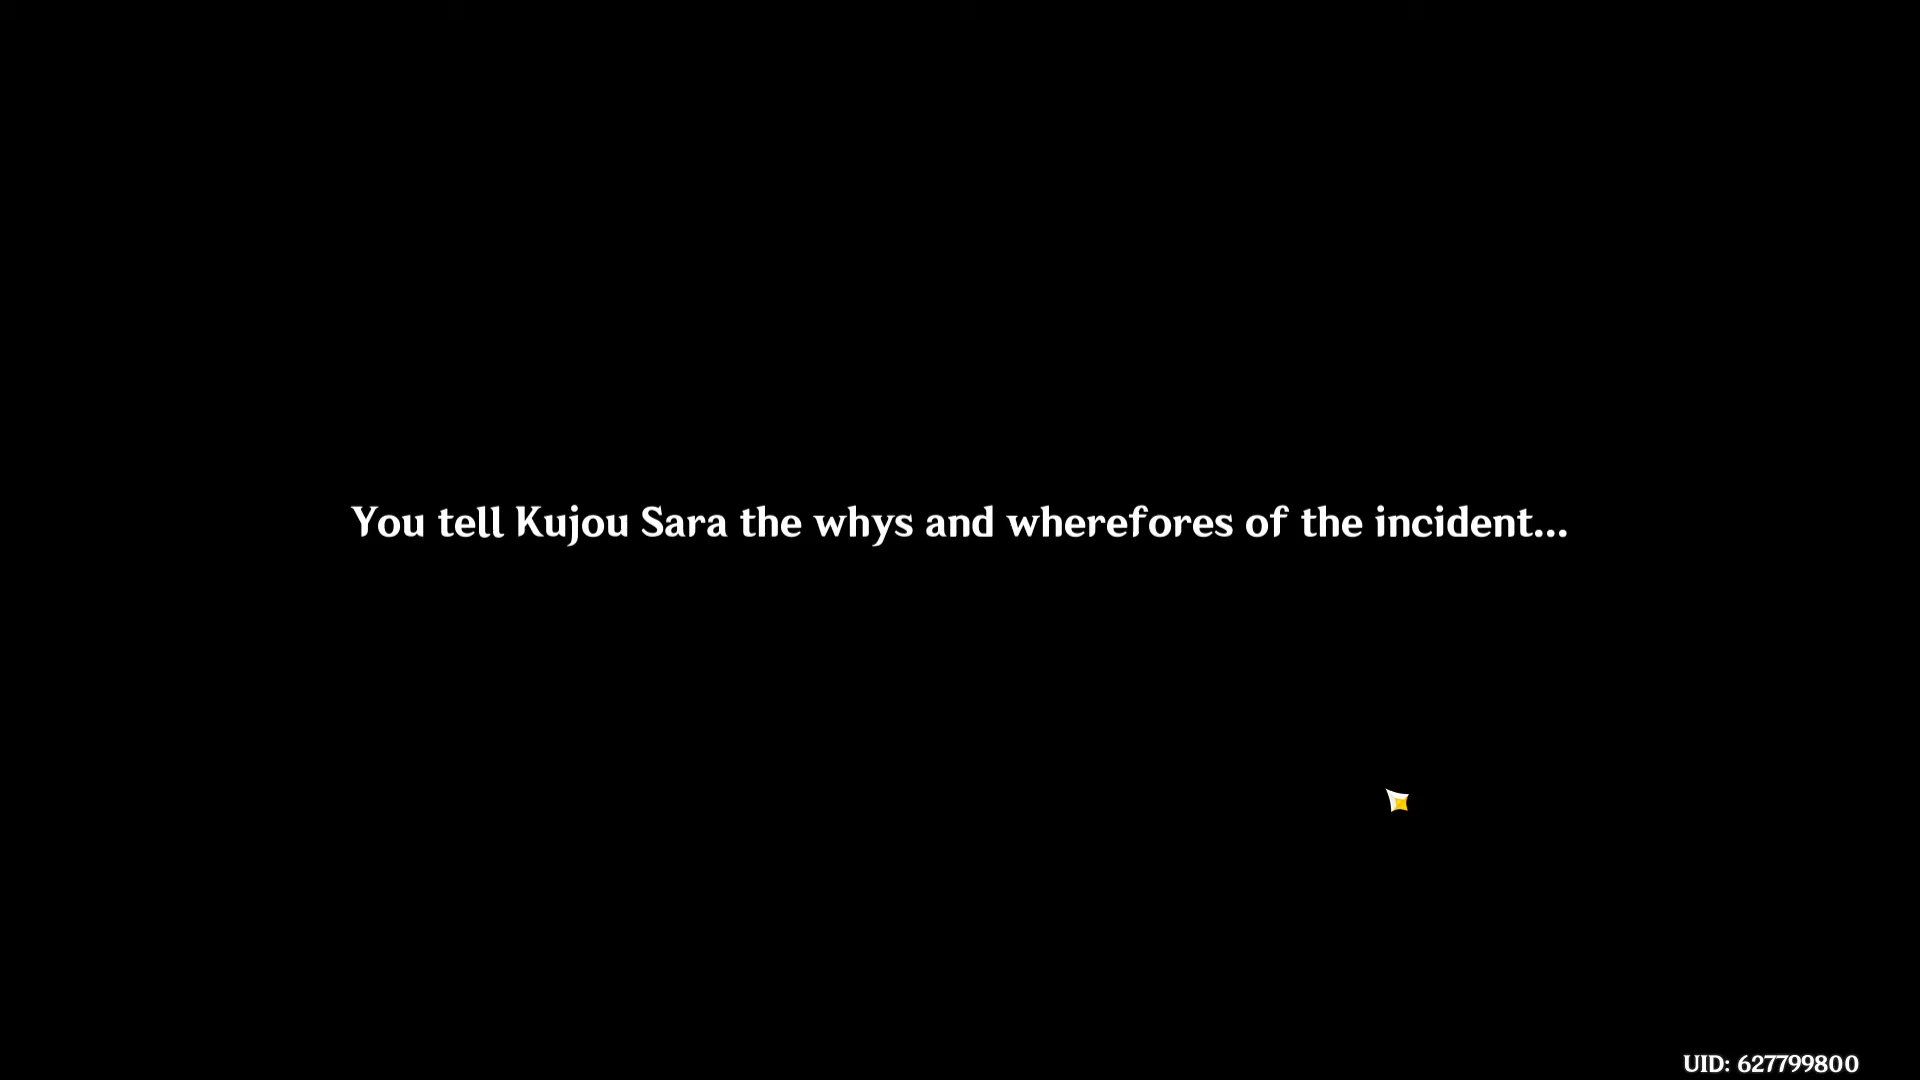 You tell Kujou Sara the whys and wherefores of the incident...
UID: 627799800